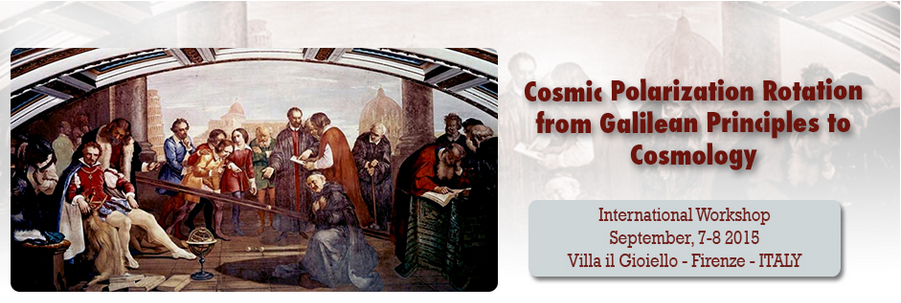 Cosmic Polarization Rotation
from Galilean Principles to
Cosmology
International Workshop
September, 7-8 2015
Villa il Gioiello - Firenze - ITALY